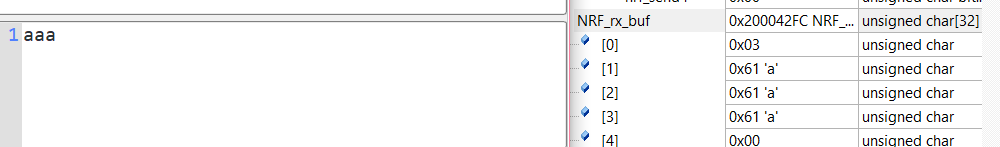 1 aaa
NRF_rx_buf 0x200042FC NRF_... unsigned char[32]
[0] 0x03 unsigned char
[1] 0x61 'a' unsigned char
[2] 0x61 'a' unsigned char
[3] 0x61 'a' unsigned char
[4] 0x00 unsigned char